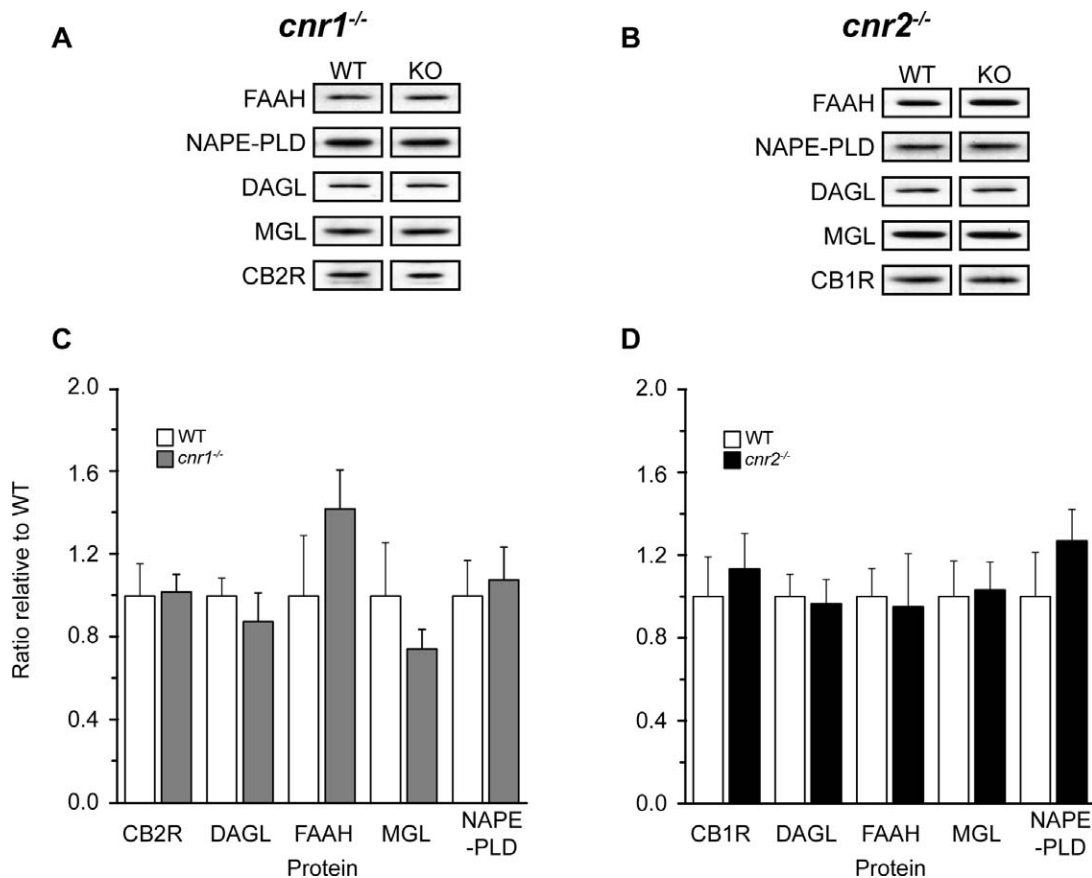 A
cnr1-/-
WT KO
FAAH
NAPE-PLD
DAGL
MGL
CB2R
B
cnr2-/-
WT KO
FAAH
NAPE-PLD
DAGL
MGL
CB1R
C
Ratio relative to WT
2.0
1.6
1.2
0.8
0.4
0.0
WT
cnr1-/-
CB2R DAGL FAAH MGL NAPE
-PLD
Protein
D
2.0
1.6
1.2
0.8
0.4
0.0
WT
cnr2-/-
CB1R DAGL FAAH MGL NAPE
-PLD
Protein